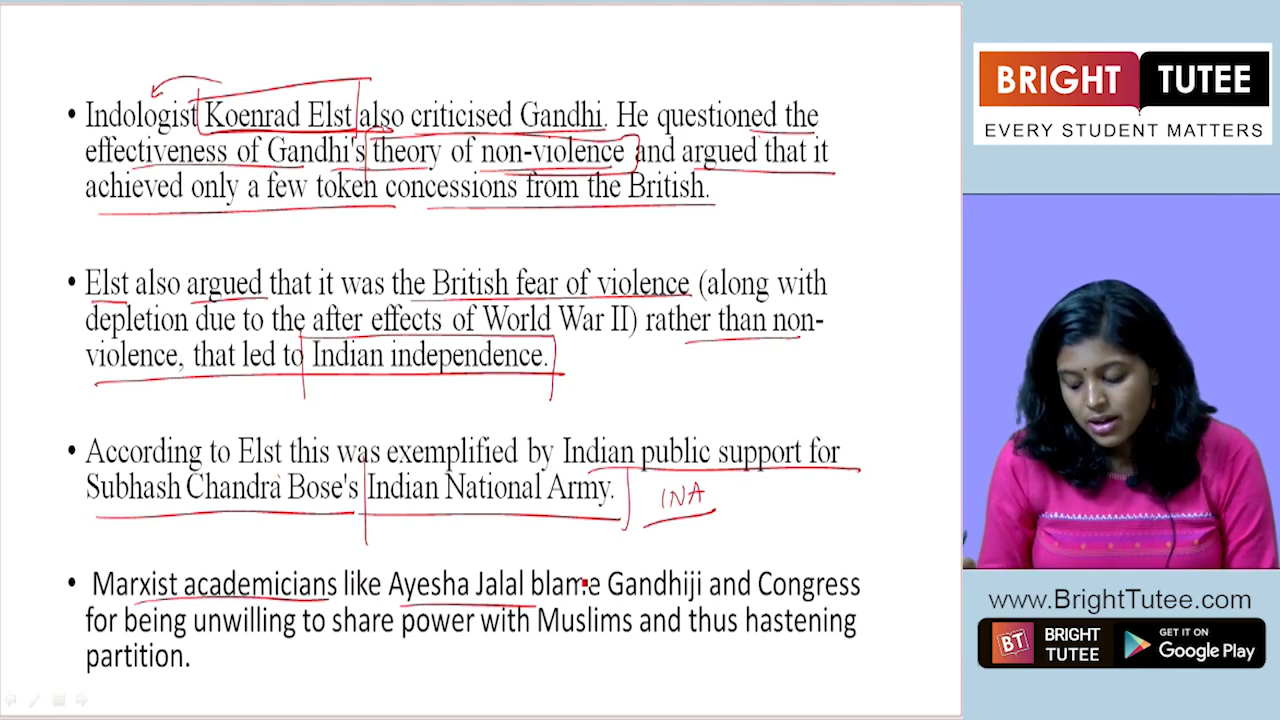 • Indologist Koenrad Elst also criticised Gandhi. He questioned the
effectiveness of Gandhi's theory of non-violence and argued that it
achieved only a few token concessions from the British.
• Elst also argued that it was the British fear of violence (along with
depletion due to the after effects of World War II) rather than non-
violence, that led to Indian independence.
• According to Elst this was exemplified by Indian public support for
Subhash Chandra Bose's Indian National Army.
INA
• Marxist academicians like Ayesha Jalal blame Gandhiji and Congress
for being unwilling to share power with Muslims and thus hastening
partition.
BRIGHT TUTEE
EVERY STUDENT MATTERS
www.BrightTutee.com
BT
BRIGHT
TUTEE
GET IT ON
Google Play